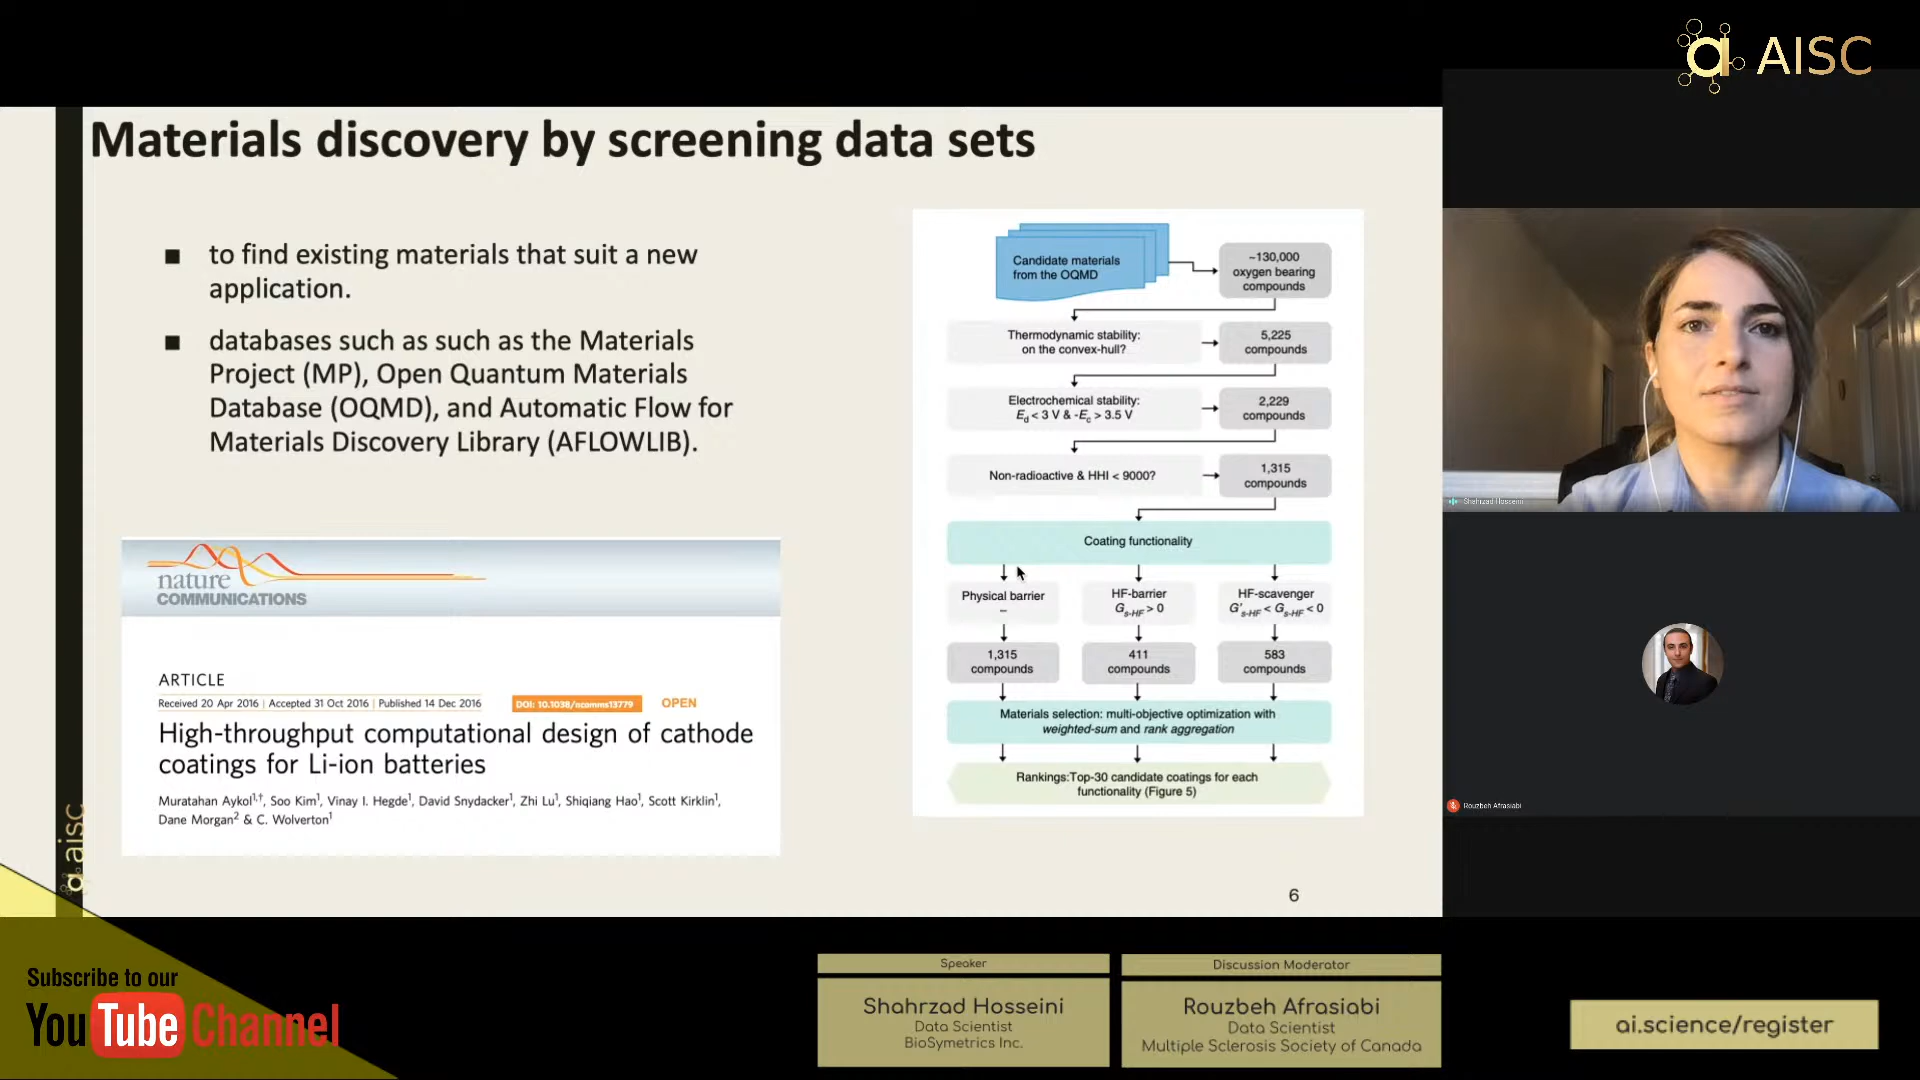 AISC
Materials discovery by screening data sets
to find existing materials that suit a new
application.
databases such as such as the Materials
Project (MP), Open Quantum Materials
Database (OQMD), and Automatic Flow for
Materials Discovery Library (AFLOWLIB).
nature
COMMUNICATIONS
ARTICLE
Received 20 Apr 2016 | Accepted 31 Oct 2016 | Published 14 Dec 2016
DOI: 10.1038/ncomms13779
OPEN
High-throughput computational design of cathode
coatings for Li-ion batteries
Muratahan Aykol1,†, Soo Kim1, Vinay I. Hegde1, David Snydacker1, Zhi Lu1, Shiqiang Hao1, Scott Kirklin1,
Dane Morgan2 & C. Wolverton1
Candidate materials
from the OQMD
~130,000
oxygen bearing
compounds
Thermodynamic stability:
on the convex-hull?
5,225
compounds
Electrochemical stability:
Ed < 3 V & -Ec > 3.5 V
2,229
compounds
Non-radioactive & HHI < 9000?
1,315
compounds
Coating functionality
Physical barrier
–
HF-barrier
Gs-HF > 0
HF-scavenger
G's-HF < Gs-HF < 0
1,315
compounds
411
compounds
583
compounds
Materials selection: multi-objective optimization with
weighted-sum and rank aggregation
Rankings:Top-30 candidate coatings for each
functionality (Figure 5)
6
aisc
Shahrzad Hosseini
Rouzbeh Afrasiabi
Subscribe to our
YouTube Channel
Speaker
Shahrzad Hosseini
Data Scientist
BioSymetrics Inc.
Discussion Moderator
Rouzbeh Afrasiabi
Data Scientist
Multiple Sclerosis Society of Canada
ai.science/register